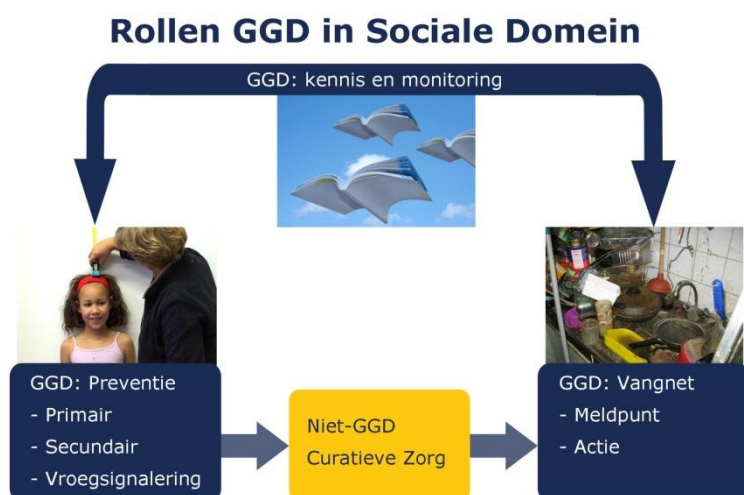 Rollen GGD in Sociale Domein
GGD: kennis en monitoring
GGD: Preventie
- Primair
- Secundair
- Vroegsignalering
Niet-GGD
Curatieve Zorg
GGD: Vangnet
- Meldpunt
- Actie